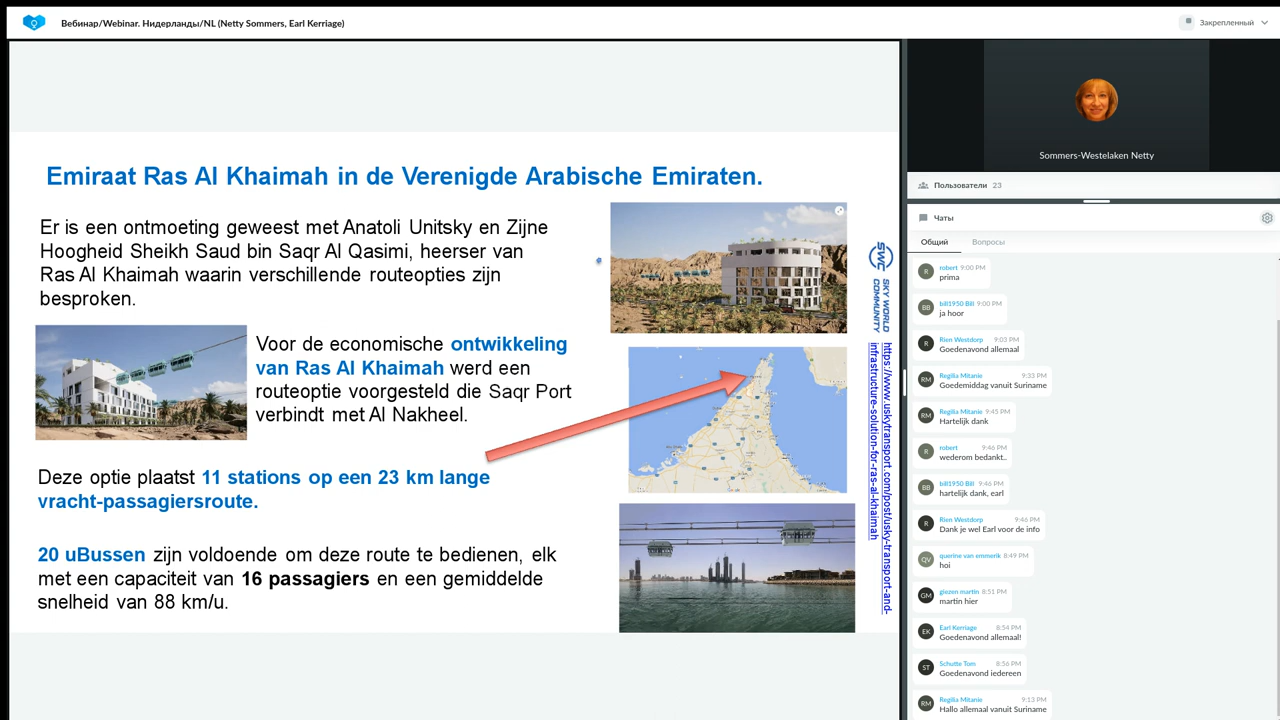 Вебинар/Webinar. Нидерланды/NL (Netty Sommers, Earl Kerriage)
Закрепленный
Emiraat Ras Al Khaimah in de Verenigde Arabische Emiraten.
Er is een ontmoeting geweest met Anatoli Unitsky en Zijne
Hoogheid Sheikh Saud bin Saqr Al Qasimi, heerser van
Ras Al Khaimah waarin verschillende routeopties zijn
besproken.
Voor de economische ontwikkeling
van Ras Al Khaimah werd een
routeoptie voorgesteld die Saqr Port
verbindt met Al Nakheel.
Deze optie plaatst 11 stations op een 23 km lange
vracht-passagiersroute.
20 uBussen zijn voldoende om deze route te bedienen, elk
met een capaciteit van 16 passagiers en een gemiddelde
snelheid van 88 km/u.
SWC
SKY WORLD
COMMUNITY
https://www.uskytransport.com/post/usky-transport-and-
infrastructure-solution-for-ras-al-khaimah
Sommers-Westelaken Netty
Пользователи 23
Чаты
Общий Вопросы
R robert 9:00 PM
prima
BB bill1950 Bill 9:00 PM
ja hoor
R Rien Westdorp 9:03 PM
Goedenavond allemaal
RM Regilia Mitanie 9:33 PM
Goedemiddag vanuit Suriname
RM Regilia Mitanie 9:45 PM
Hartelijk dank
R robert 9:46 PM
wederom bedankt..
BB bill1950 Bill 9:46 PM
hartelijk dank, earl
R Rien Westdorp 9:46 PM
Dank je wel Earl voor de info
QV querine van emmerik 8:49 PM
hoi
GM giezen martin 8:51 PM
martin hier
EK Earl Kerriage 8:54 PM
Goedenavond allemaal!
ST Schutte Tom 8:56 PM
Goedenavond iedereen
RM Regilia Mitanie 9:13 PM
Hallo allemaal vanuit Suriname